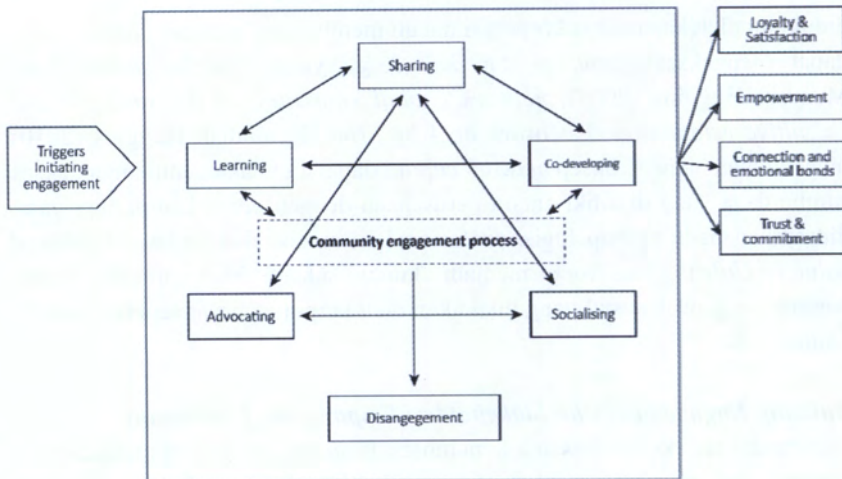 Sharing
Triggers
Initiating
engagement
Learning
Co-developing
Community engagement process
Advocating
Socialising
Disangegement
Loyalty &
Satisfaction
Empowerment
Connection and
emotional bonds
Trust &
commitment